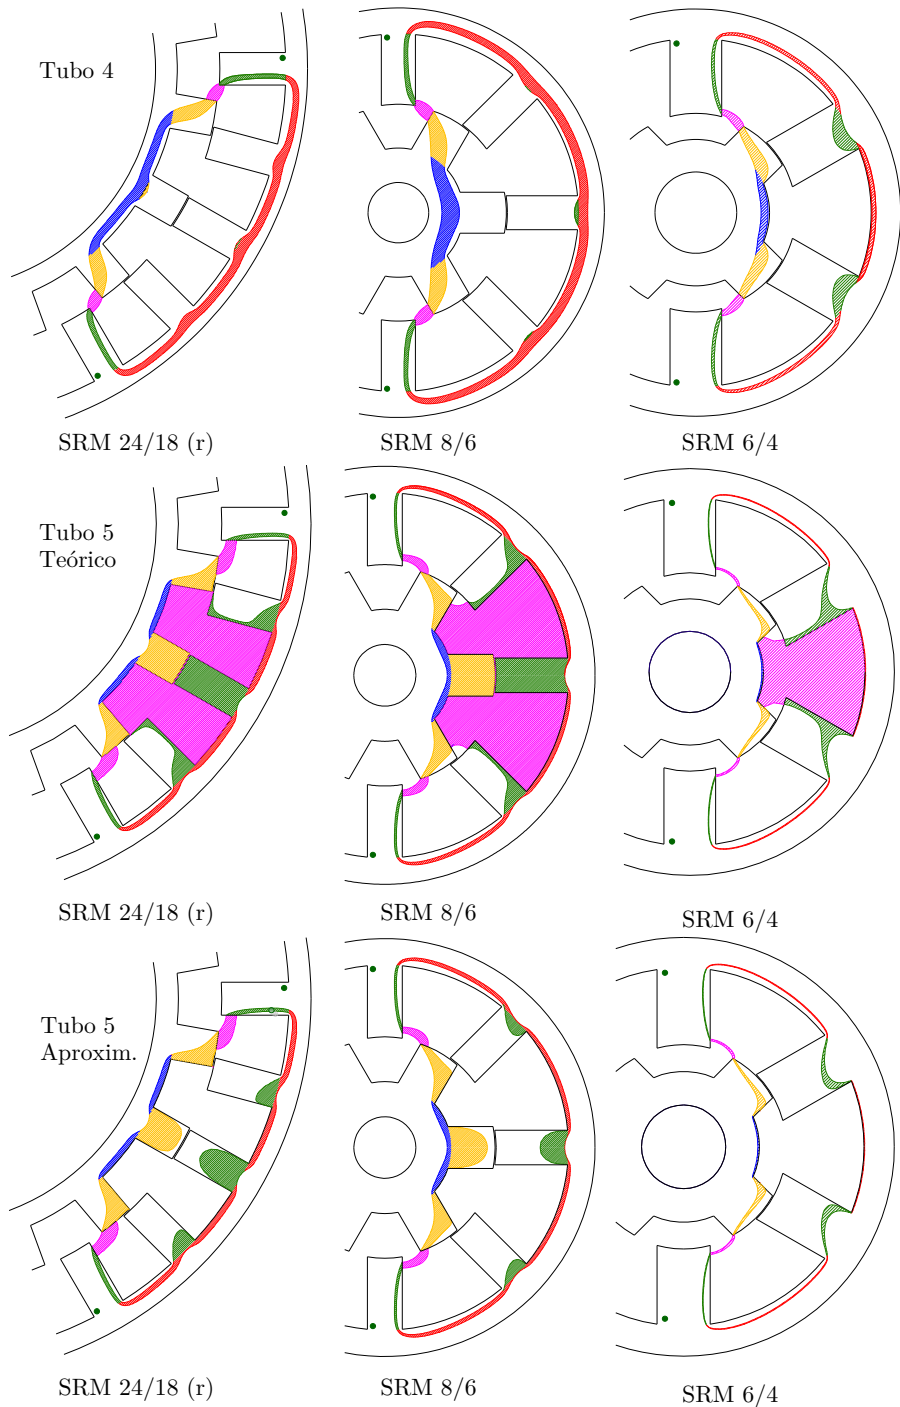 Tubo 4
SRM 24/18 (r)
SRM 8/6
SRM 6/4
Tubo 5
Teórico
SRM 24/18 (r)
SRM 8/6
SRM 6/4
Tubo 5
Aproxim.
SRM 24/18 (r)
SRM 8/6
SRM 6/4